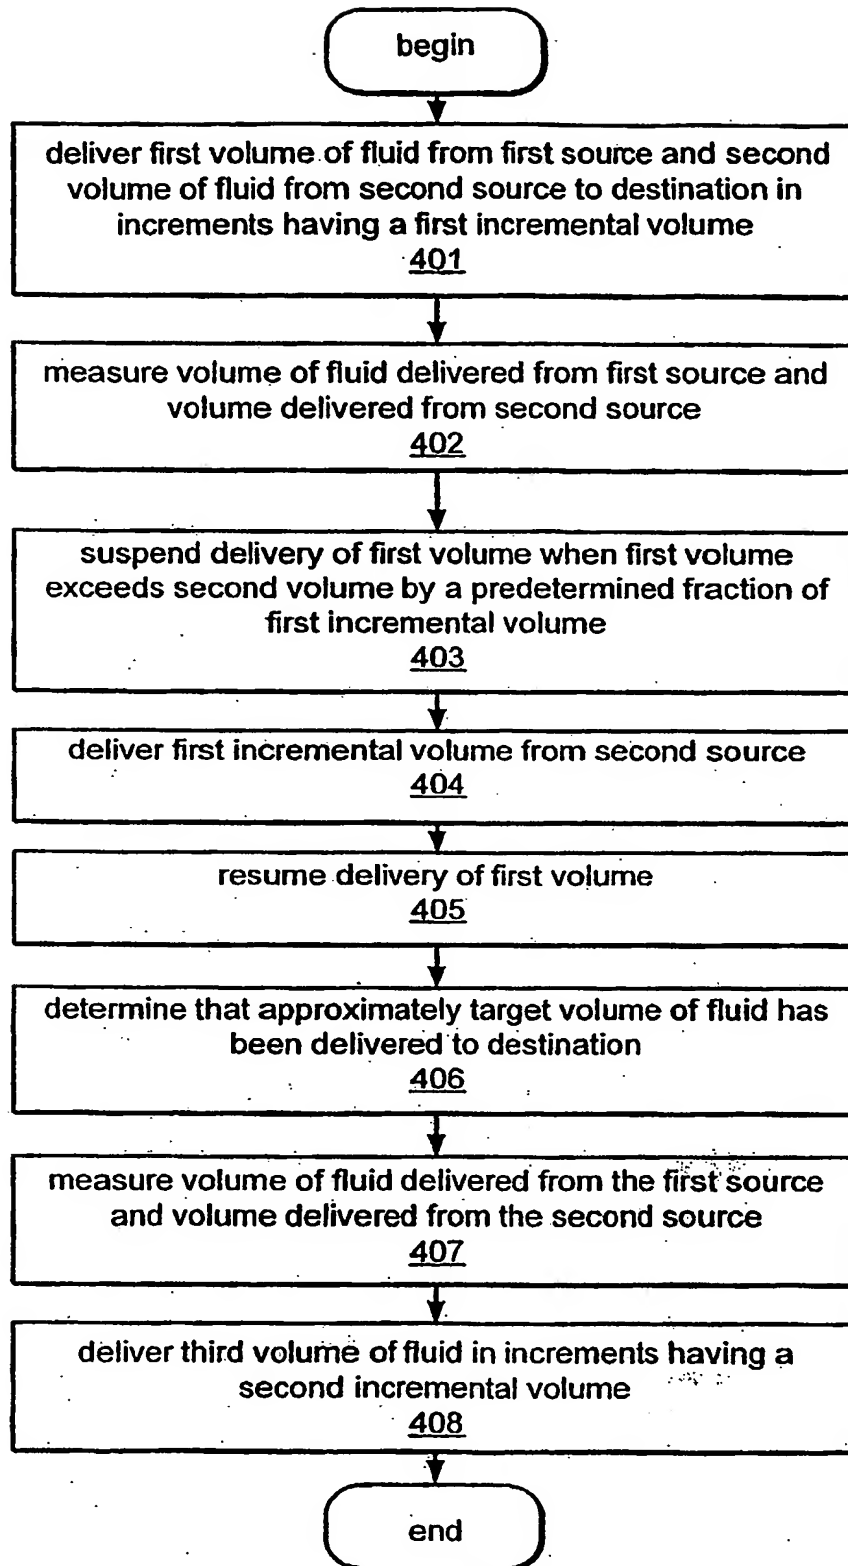 begin
deliver first volume of fluid from first source and second
volume of fluid from second source to destination in
increments having a first incremental volume
401
measure volume of fluid delivered from first source and
volume delivered from second source
402
suspend delivery of first volume when first volume
exceeds second volume by a predetermined fraction of
first incremental volume
403
deliver first incremental volume from second source
404
resume delivery of first volume
405
determine that approximately target volume of fluid has
been delivered to destination
406
measure volume of fluid delivered from the first source
and volume delivered from the second source
407
deliver third volume of fluid in increments having a
second incremental volume
408
end